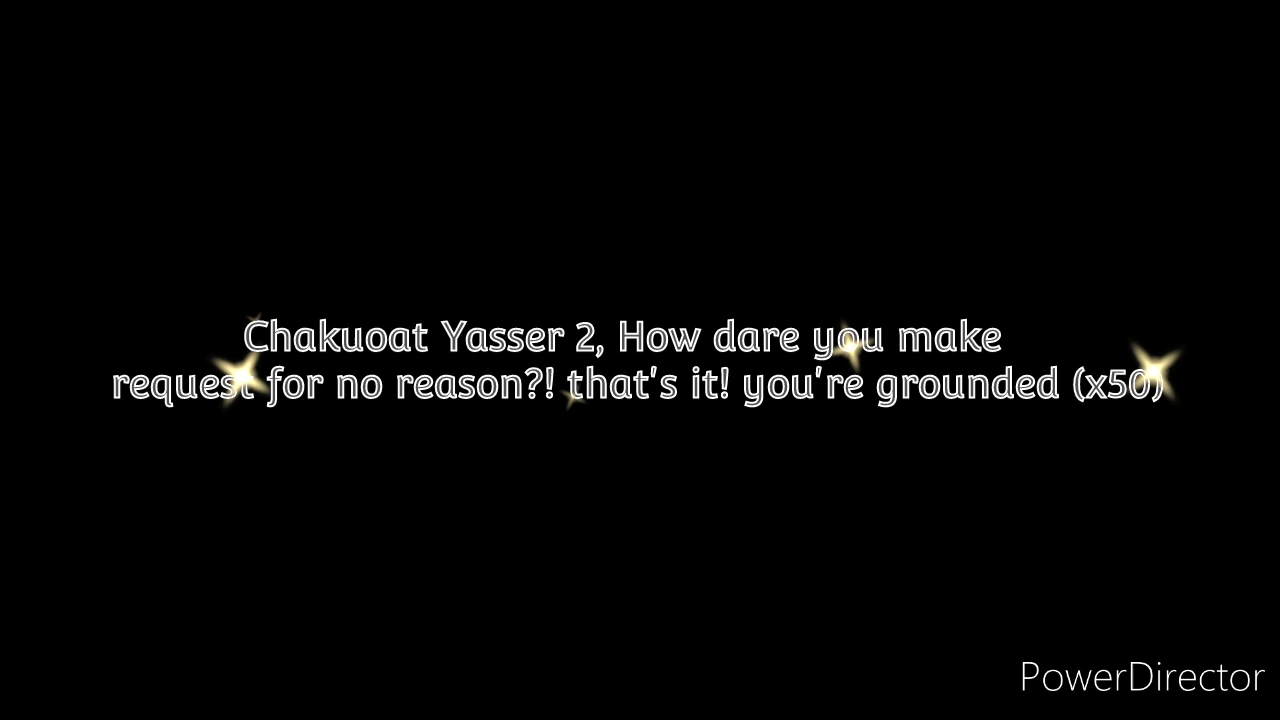 Chakuoat Yasser 2, How dare you make
request for no reason?! that's it! you're grounded (x50)
PowerDirector